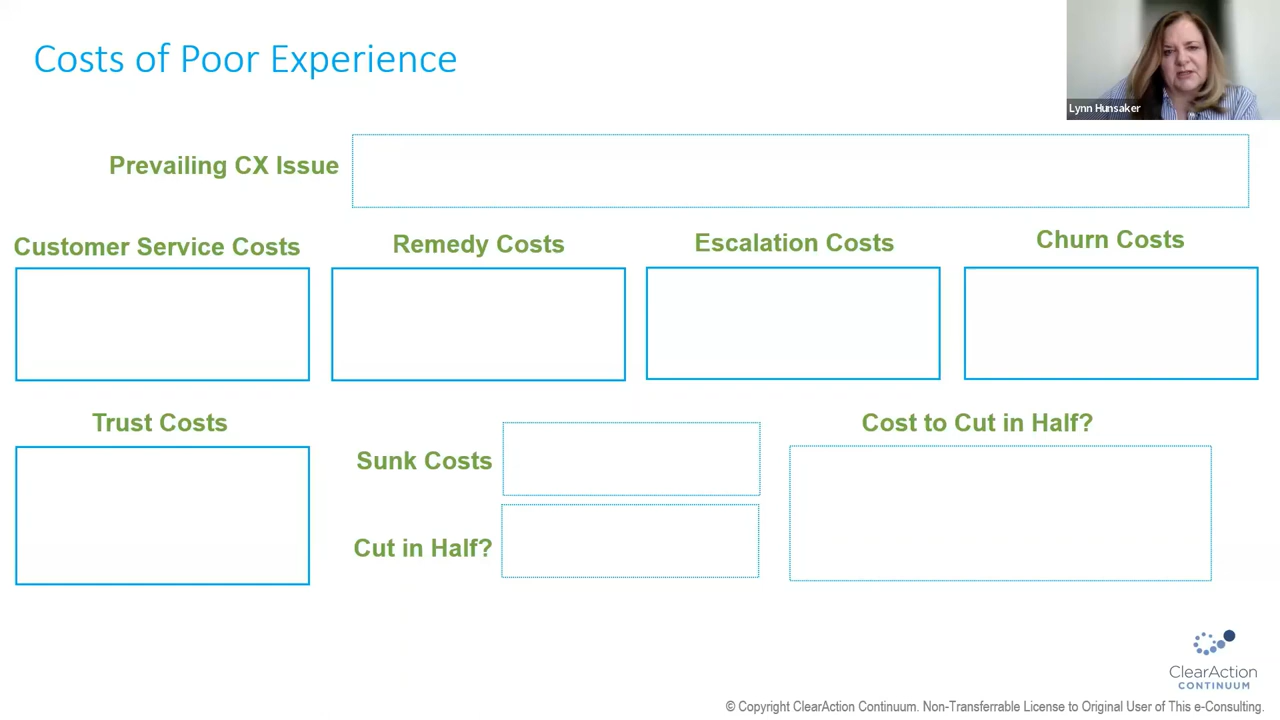 Costs of Poor Experience
Lynn Hunsaker
Prevailing CX Issue
Customer Service Costs
Remedy Costs
Escalation Costs
Churn Costs
Trust Costs
Sunk Costs
Cut in Half?
Cost to Cut in Half?
ClearAction
CONTINUUM
© Copyright ClearAction Continuum. Non-Transferrable License to Original User of This e-Consulting.